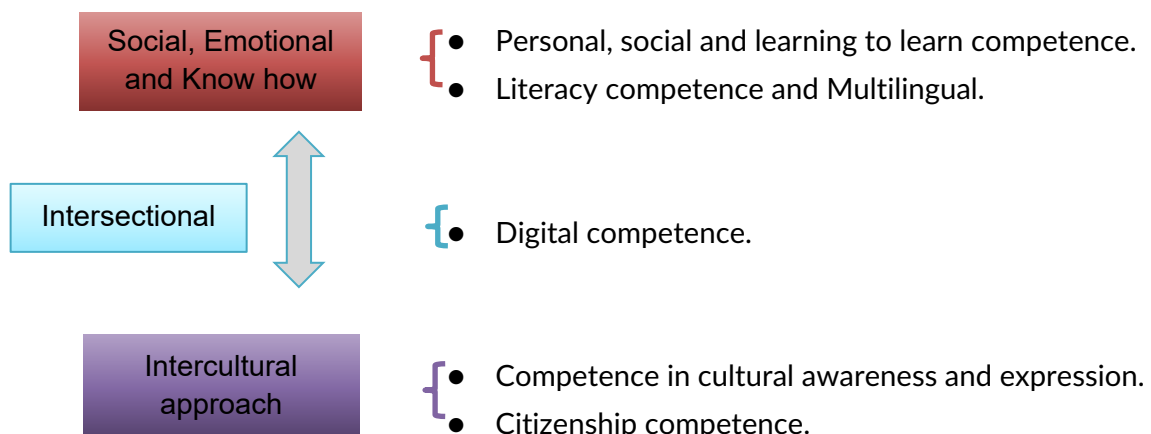 Social, Emotional
and Know how
● Personal, social and learning to learn competence.
● Literacy competence and Multilingual.
Intersectional
● Digital competence.
Intercultural
approach
● Competence in cultural awareness and expression.
● Citizenship competence.